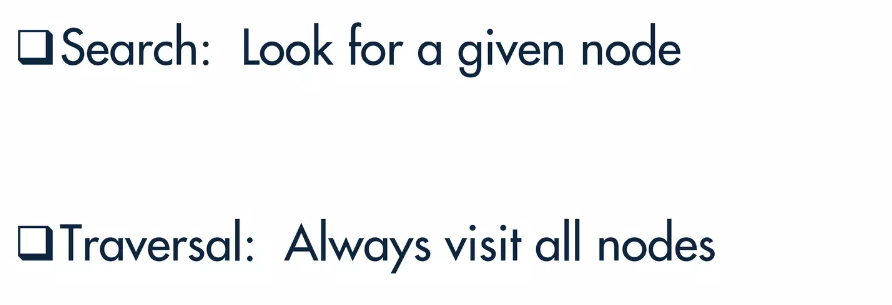 ❑Search: Look for a given node
❑Traversal: Always visit all nodes